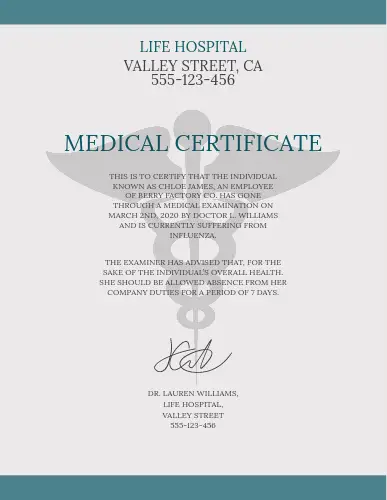 LIFE HOSPITAL
VALLEY STREET, CA
555-123-456
MEDICAL CERTIFICATE
THIS IS TO CERTIFY THAT THE INDIVIDUAL
KNOWN AS CHLOE JAMES, AN EMPLOYEE
OF BERRY FACTORY CO. HAS GONE
THROUGH A MEDICAL EXAMINATION ON
MARCH 2ND, 2020 BY DOCTOR L. WILLIAMS
AND IS CURRENTLY SUFFERING FROM
INFLUENZA.
THE EXAMINER HAS ADVISED THAT, FOR THE
SAKE OF THE INDIVIDUAL'S OVERALL HEALTH.
SHE SHOULD BE ALLOWED ABSENCE FROM HER
COMPANY DUTIES FOR A PERIOD OF 7 DAYS.
DR. LAUREN WILLIAMS,
LIFE HOSPITAL,
VALLEY STREET
555-123-456